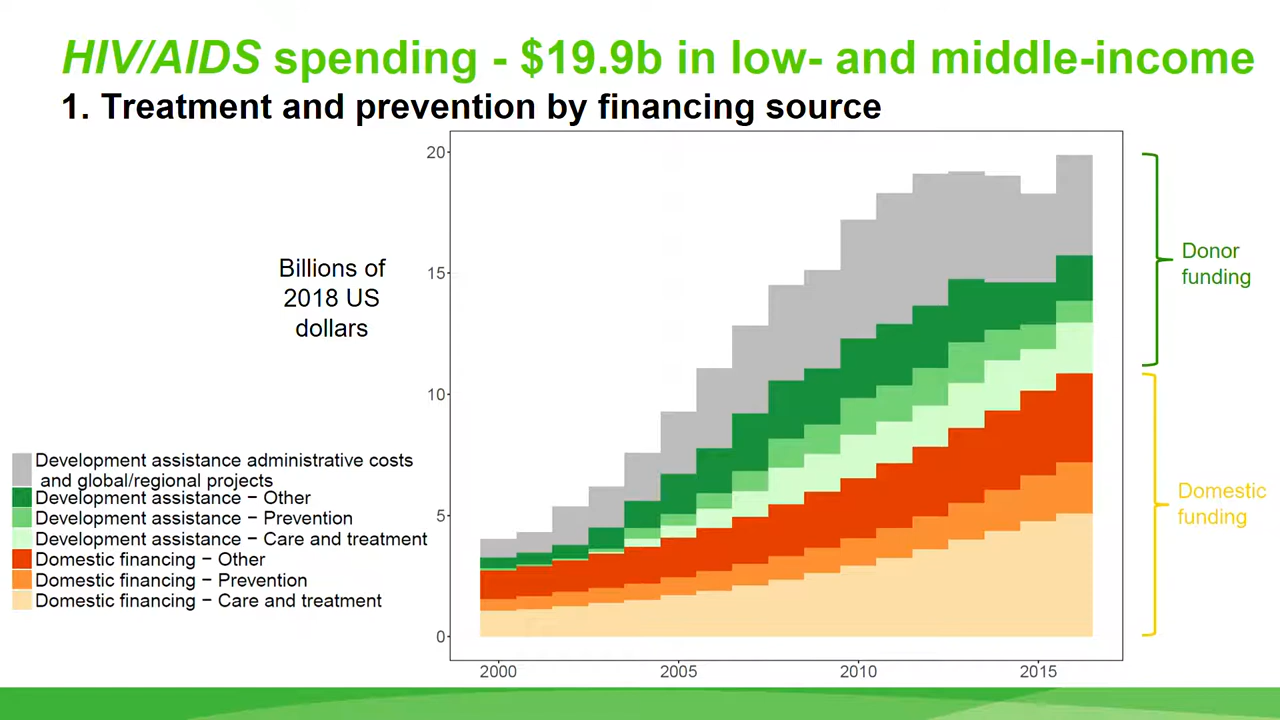 HIV/AIDS spending - $19.9b in low- and middle-income
1. Treatment and prevention by financing source
Billions of
2018 US
dollars
20
15
10
5
0
2000
2005
2010
2015
Donor
funding
Domestic
funding
Development assistance administrative costs
and global/regional projects
Development assistance − Other
Development assistance − Prevention
Development assistance − Care and treatment
Domestic financing − Other
Domestic financing − Prevention
Domestic financing − Care and treatment